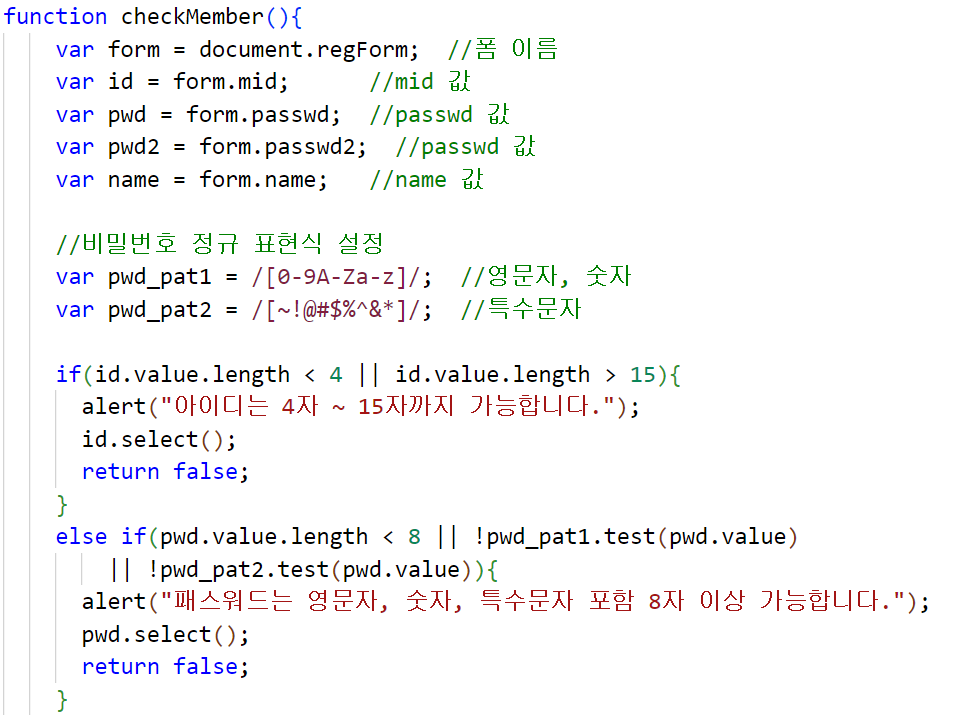 function checkMember(){
    var form = document.regForm;  //폼 이름
    var id = form.mid;      //mid 값
    var pwd = form.passwd;  //passwd 값
    var pwd2 = form.passwd2;  //passwd 값
    var name = form.name;   //name 값

    //비밀번호 정규 표현식 설정
    var pwd_pat1 = /[0-9A-Za-z]/;  //영문자, 숫자
    var pwd_pat2 = /[~!@#$%^&*]/;  //특수문자

    if(id.value.length < 4 || id.value.length > 15){
      alert("아이디는 4자 ~ 15자까지 가능합니다.");
      id.select();
      return false;
    }
    else if(pwd.value.length < 8 || !pwd_pat1.test(pwd.value)
        || !pwd_pat2.test(pwd.value)){
      alert("패스워드는 영문자, 숫자, 특수문자 포함 8자 이상 가능합니다.");
      pwd.select();
      return false;
    }